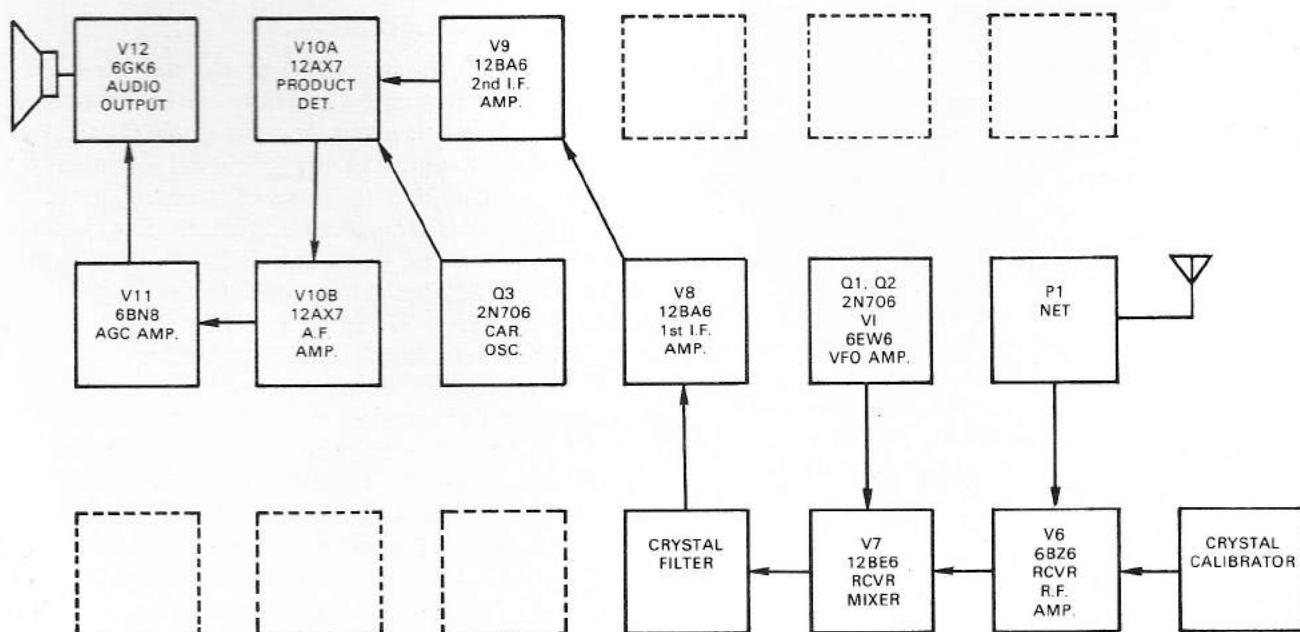 V12
6GK6
AUDIO
OUTPUT
V10A
12AX7
PRODUCT
DET.
V9
12BA6
2nd I.F.
AMP.
V11
6BN8
AGC AMP.
V10B
12AX7
A.F.
AMP.
Q3
2N706
CAR.
OSC.
V8
12BA6
1st I.F.
AMP.
Q1, Q2
2N706
VI
6EW6
VFO AMP.
P1
NET
CRYSTAL
FILTER
V7
12BE6
RCVR
MIXER
V6
6BZ6
RCVR
R.F.
AMP.
CRYSTAL
CALIBRATOR